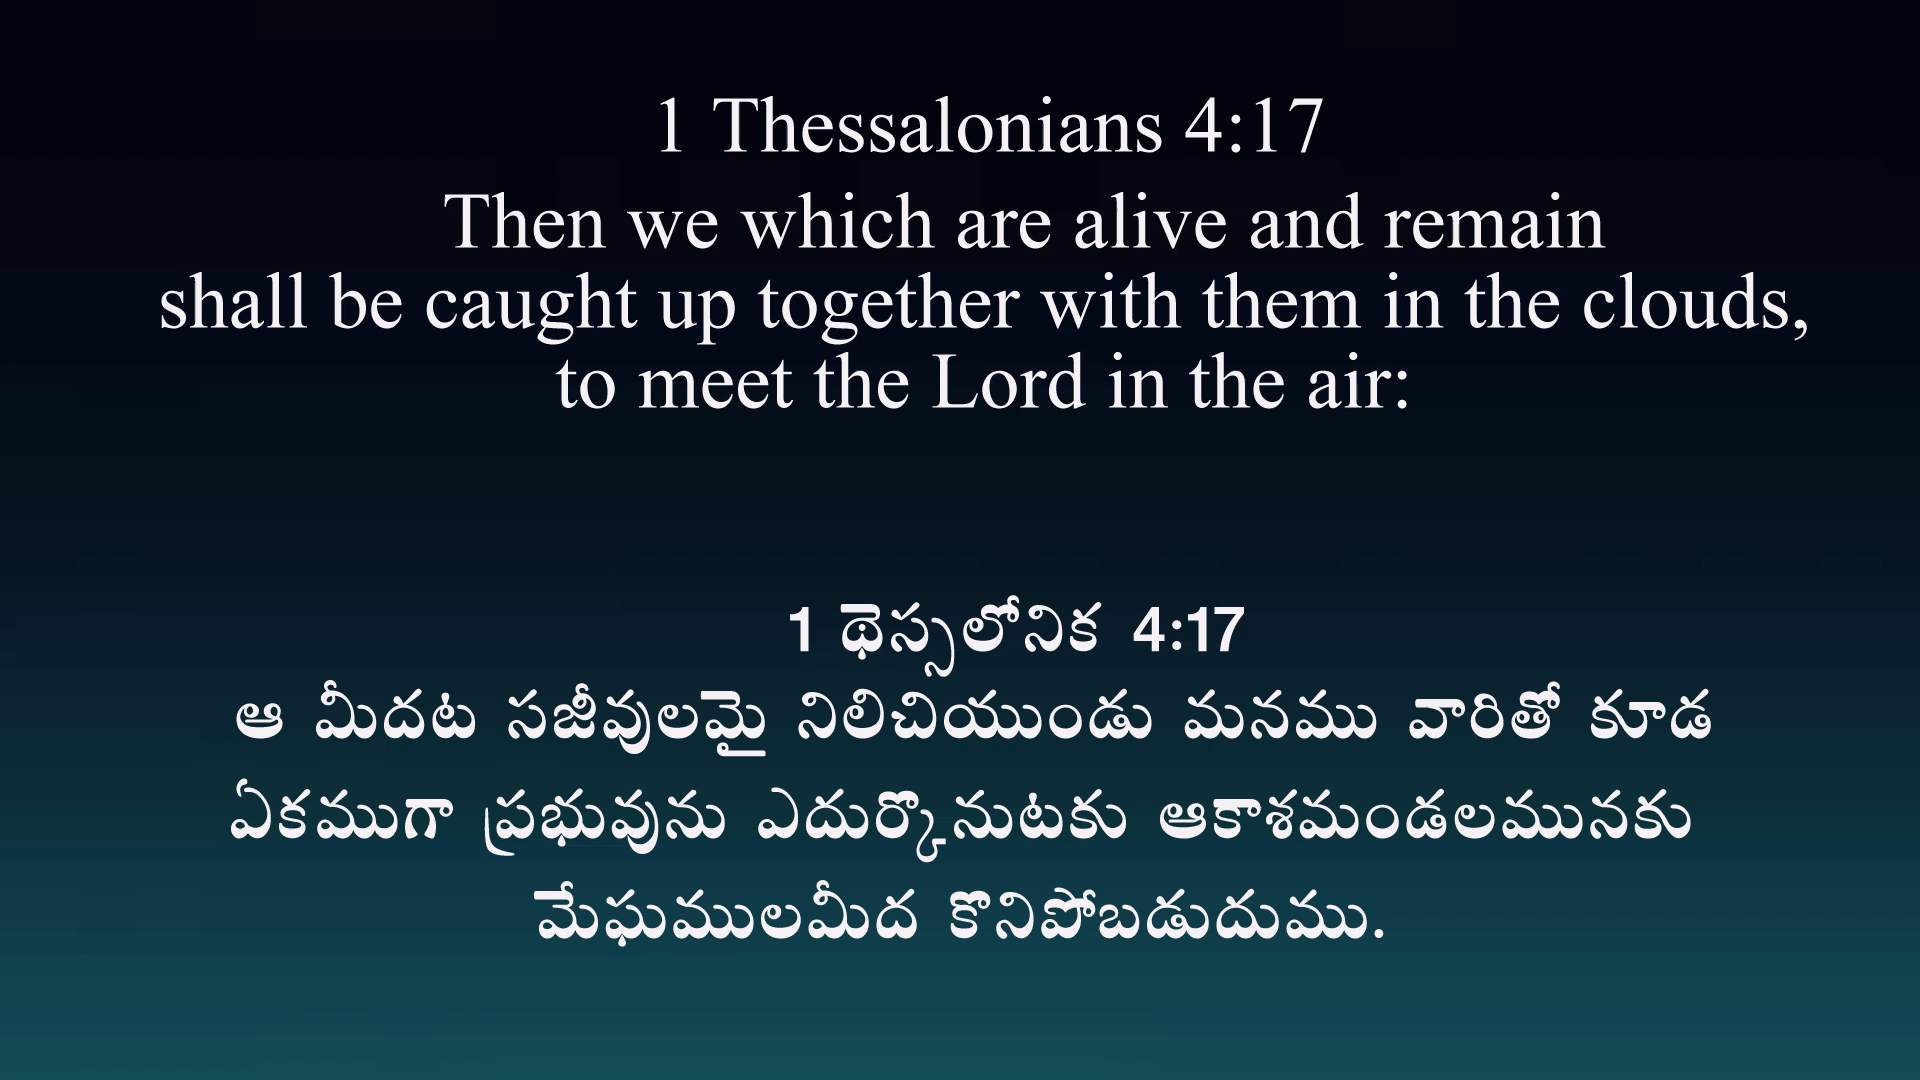 1 Thessalonians 4:17
Then we which are alive and remain
shall be caught up together with them in the clouds,
to meet the Lord in the air:
1 థెస్సలోనిక 4:17
ఆ మీదట సజీవులమై నిలిచియుండు మనము వారితో కూడ
ఏకముగా ప్రభువును ఎదుర్కొనుటకు ఆకాశమండలమునకు
మేఘములమీద కొనిపోబడుదుము.